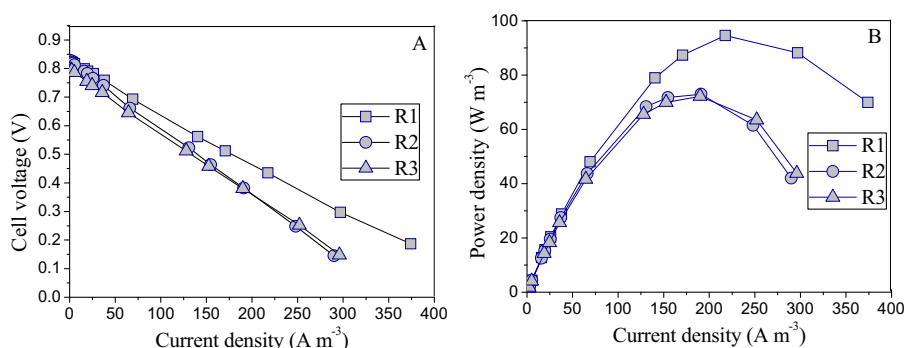 A
Cell voltage (V)
0.9
0.8
0.7
0.6
0.5
0.4
0.3
0.2
0.1
0.0
R1
R2
R3
0 50 100 150 200 250 300 350 400
Current density (A m⁻³)
B
Power density (W m⁻³)
100
80
60
40
20
0
R1
R2
R3
0 50 100 150 200 250 300 350 400
Current density (A m⁻³)